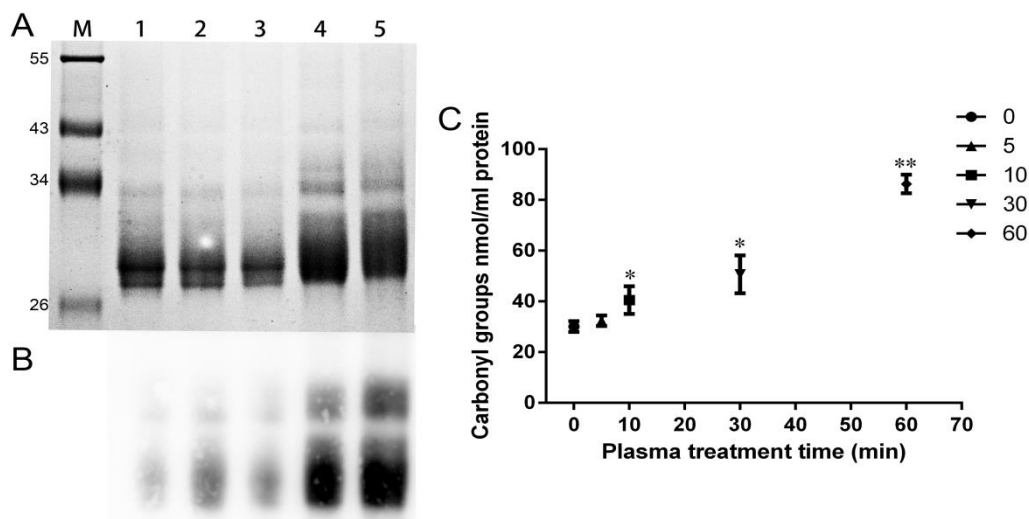 A
M 1 2 3 4 5
55
43
34
26
B
C
0
5
10
30
60
Carbonyl groups nmol/ml protein
100
80
60
40
20
0
*
*
**
0 10 20 30 40 50 60 70
Plasma treatment time (min)